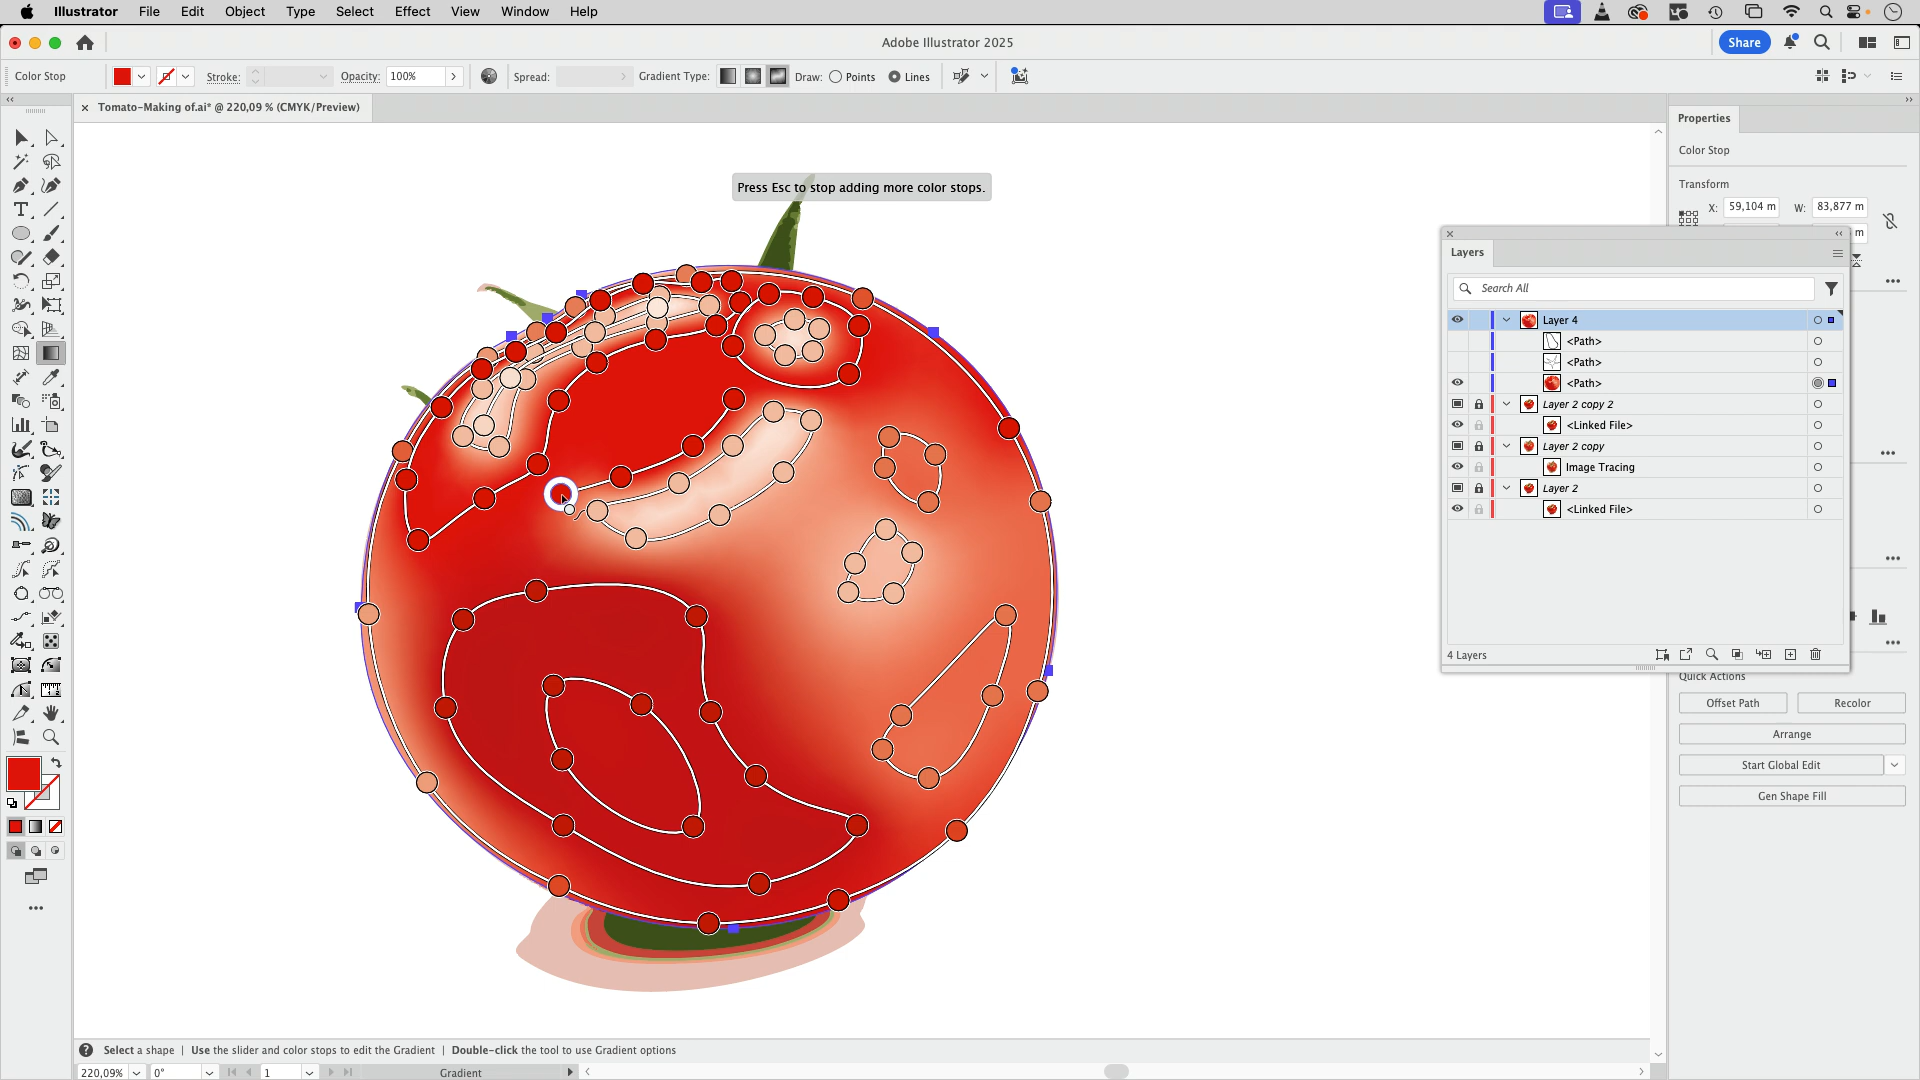 Illustrator File Edit Object Type Select Effect View Window Help
Adobe Illustrator 2025
Share
Color Stop
Stroke:
Opacity: 100%
Spread:
Gradient Type:
Draw: Points Lines
Tomato-Making of.ai* @ 220,09 % (CMYK/Preview)
Press Esc to stop adding more color stops.
Properties
Color Stop
Transform
X: 59,104 m W: 83,877 m
m
Layers
Search All
Layer 4
<Path>
<Path>
<Path>
Layer 2 copy 2
<Linked File>
Layer 2 copy
Image Tracing
Layer 2
<Linked File>
4 Layers
Quick Actions
Offset Path Recolor
Arrange
Start Global Edit
Gen Shape Fill
Select a shape | Use the slider and color stops to edit the Gradient | Double-click the tool to use Gradient options
220,09% 0° 1 Gradient